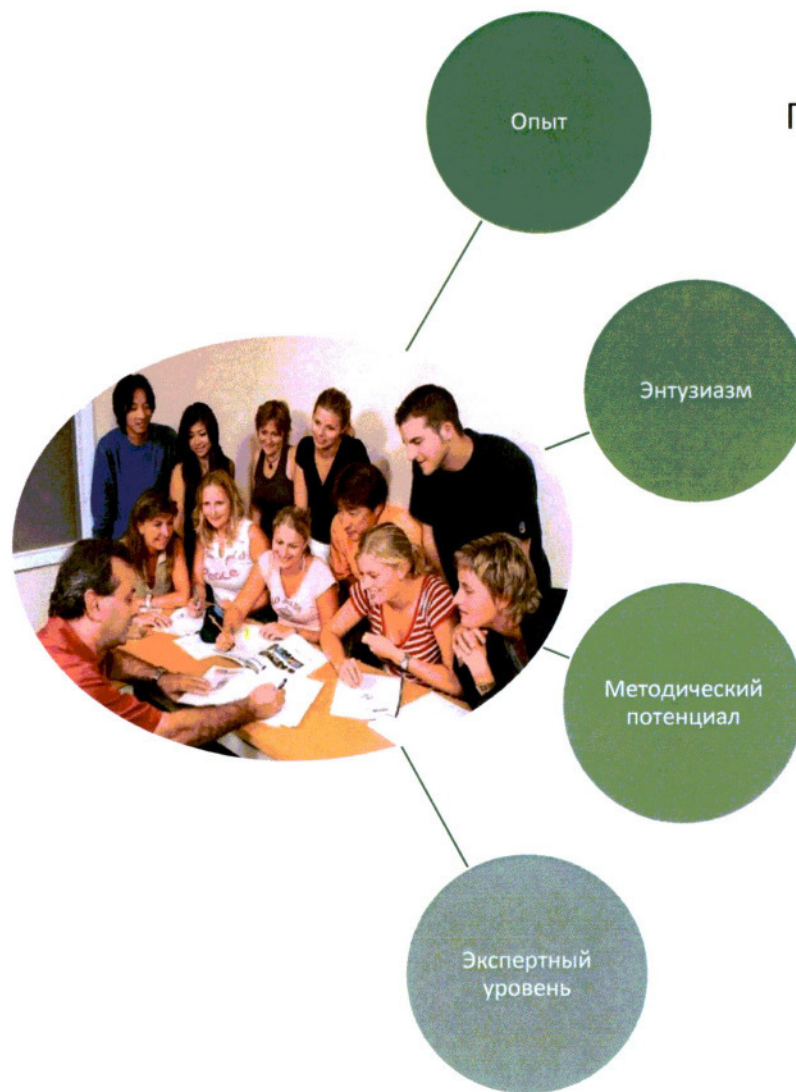 Опыт
Энтузиазм
Методический
потенциал
Экспертный
уровень